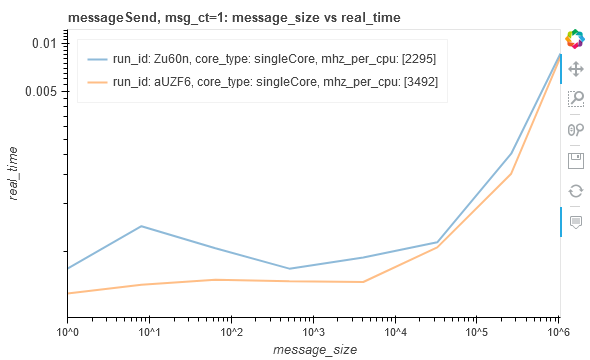 messageSend, msg_ct=1: message_size vs real_time
0.01
0.005
real_time
run_id: Zu60n, core_type: singleCore, mhz_per_cpu: [2295]
run_id: aUZF6, core_type: singleCore, mhz_per_cpu: [3492]
10^0 10^1 10^2 10^3 10^4 10^5 10^6
message_size